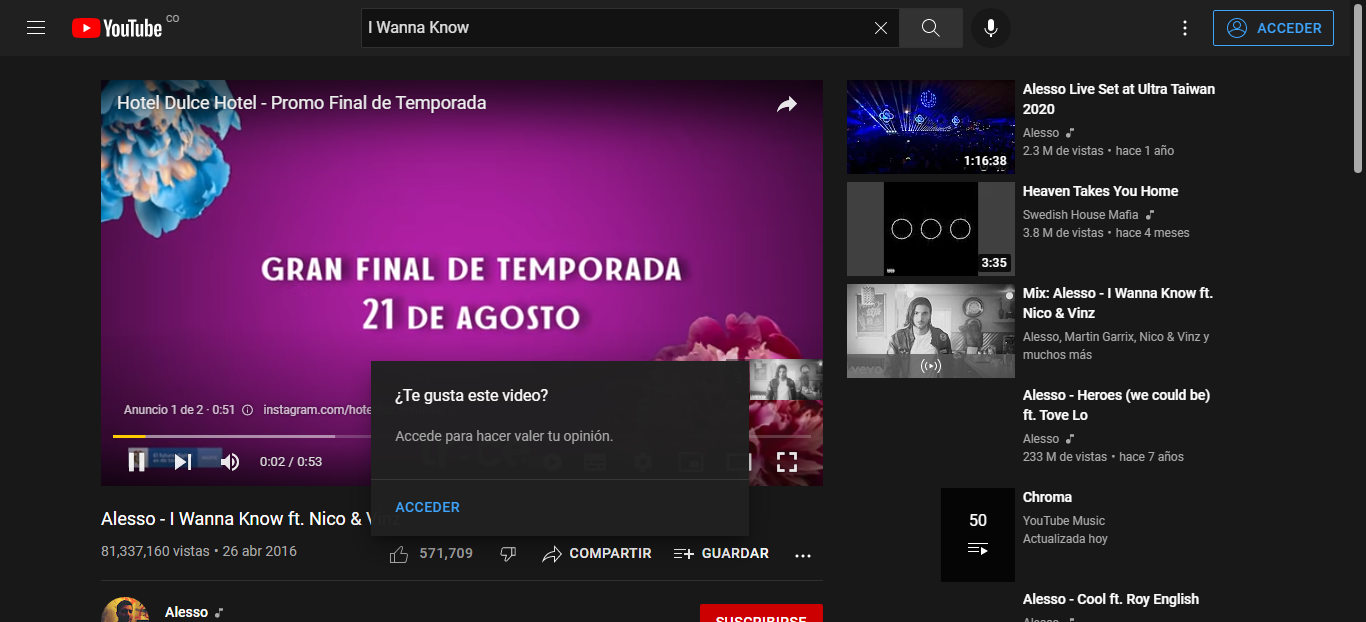 YouTube CO
I Wanna Know
ACCEDER
Hotel Dulce Hotel - Promo Final de Temporada
GRAN FINAL DE TEMPORADA
21 DE AGOSTO
Anuncio 1 de 2 · 0:51
instagram.com/hote
0:02 / 0:53
¿Te gusta este video?
Accede para hacer valer tu opinión.
ACCEDER
Alesso - I Wanna Know ft. Nico & Vinz
81,337,160 vistas • 26 abr 2016
571,709
COMPARTIR
GUARDAR
Alesso
SUSCRIBIRSE
1:16:38
Alesso Live Set at Ultra Taiwan
2020
Alesso
2.3 M de vistas • hace 1 año
3:35
Heaven Takes You Home
Swedish House Mafia
3.8 M de vistas • hace 4 meses
vevo
Mix: Alesso - I Wanna Know ft.
Nico & Vinz
Alesso, Martin Garrix, Nico & Vinz y
muchos más
Alesso - Heroes (we could be)
ft. Tove Lo
Alesso
233 M de vistas • hace 7 años
50
Chroma
YouTube Music
Actualizada hoy
Alesso - Cool ft. Roy English
Alesso